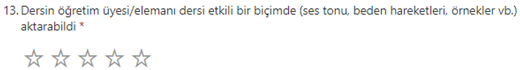 13. Dersin öğretim üyesi/elemanı dersi etkili bir biçimde (ses tonu, beden hareketleri, örnekler vb.)
aktarabildi *